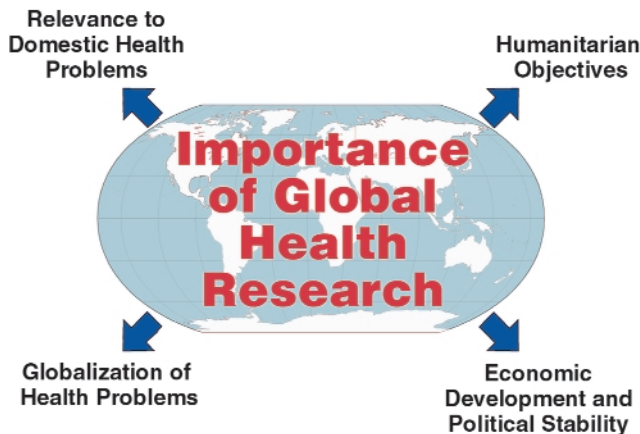 Relevance to
Domestic Health
Problems
Humanitarian
Objectives
Importance
of Global
Health
Research
Globalization of
Health Problems
Economic
Development and
Political Stability